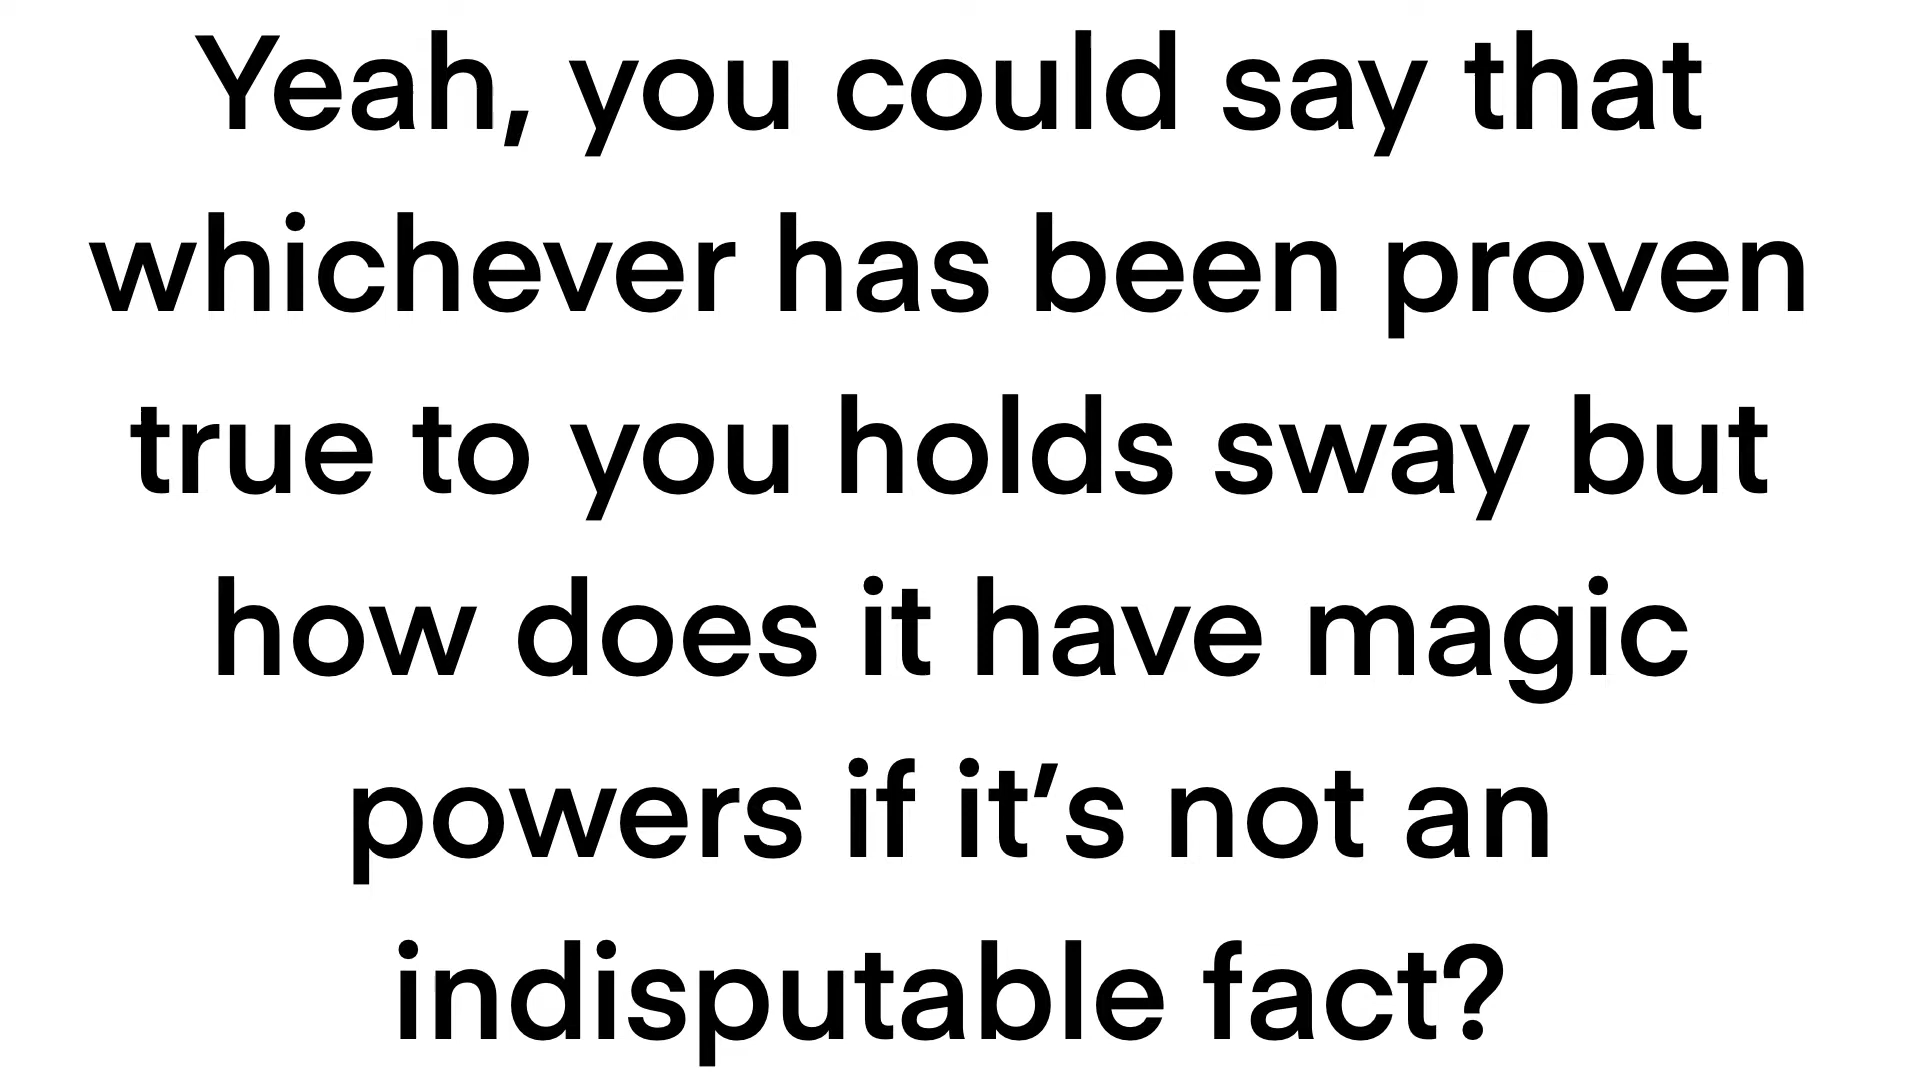 Yeah, you could say that
whichever has been proven
true to you holds sway but
how does it have magic
powers if it’s not an
indisputable fact?